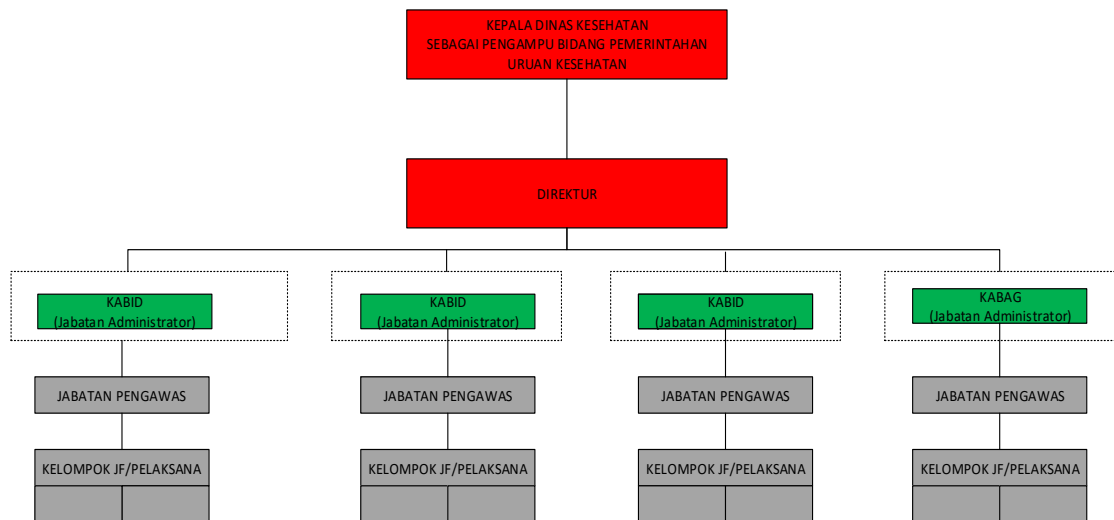 KEPALA DINAS KESEHATAN
SEBAGAI PENGAMPU BIDANG PEMERINTAHAN
URUAN KESEHATAN
DIREKTUR
KABID
(Jabatan Administrator)
KABID
(Jabatan Administrator)
KABID
(Jabatan Administrator)
KABAG
(Jabatan Administrator)
JABATAN PENGAWAS
JABATAN PENGAWAS
JABATAN PENGAWAS
JABATAN PENGAWAS
KELOMPOK JF/PELAKSANA
KELOMPOK JF/PELAKSANA
KELOMPOK JF/PELAKSANA
KELOMPOK JF/PELAKSANA